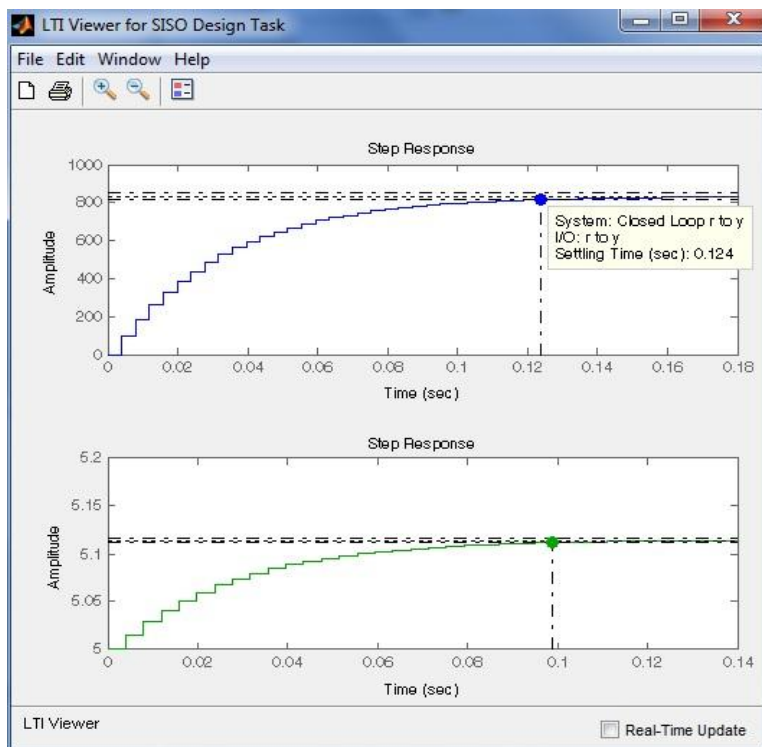 LTI Viewer for SISO Design Task
File Edit Window Help
Step Response
1000
800
600
400
200
0
Amplitude
System: Closed Loop r to y
I/O: r to y
Settling Time (sec): 0.124
0 0.02 0.04 0.06 0.08 0.1 0.12 0.14 0.16 0.18
Time (sec)
Step Response
5.2
5.15
5.1
5.05
5
Amplitude
0 0.02 0.04 0.06 0.08 0.1 0.12 0.14
Time (sec)
LTI Viewer
Real-Time Update